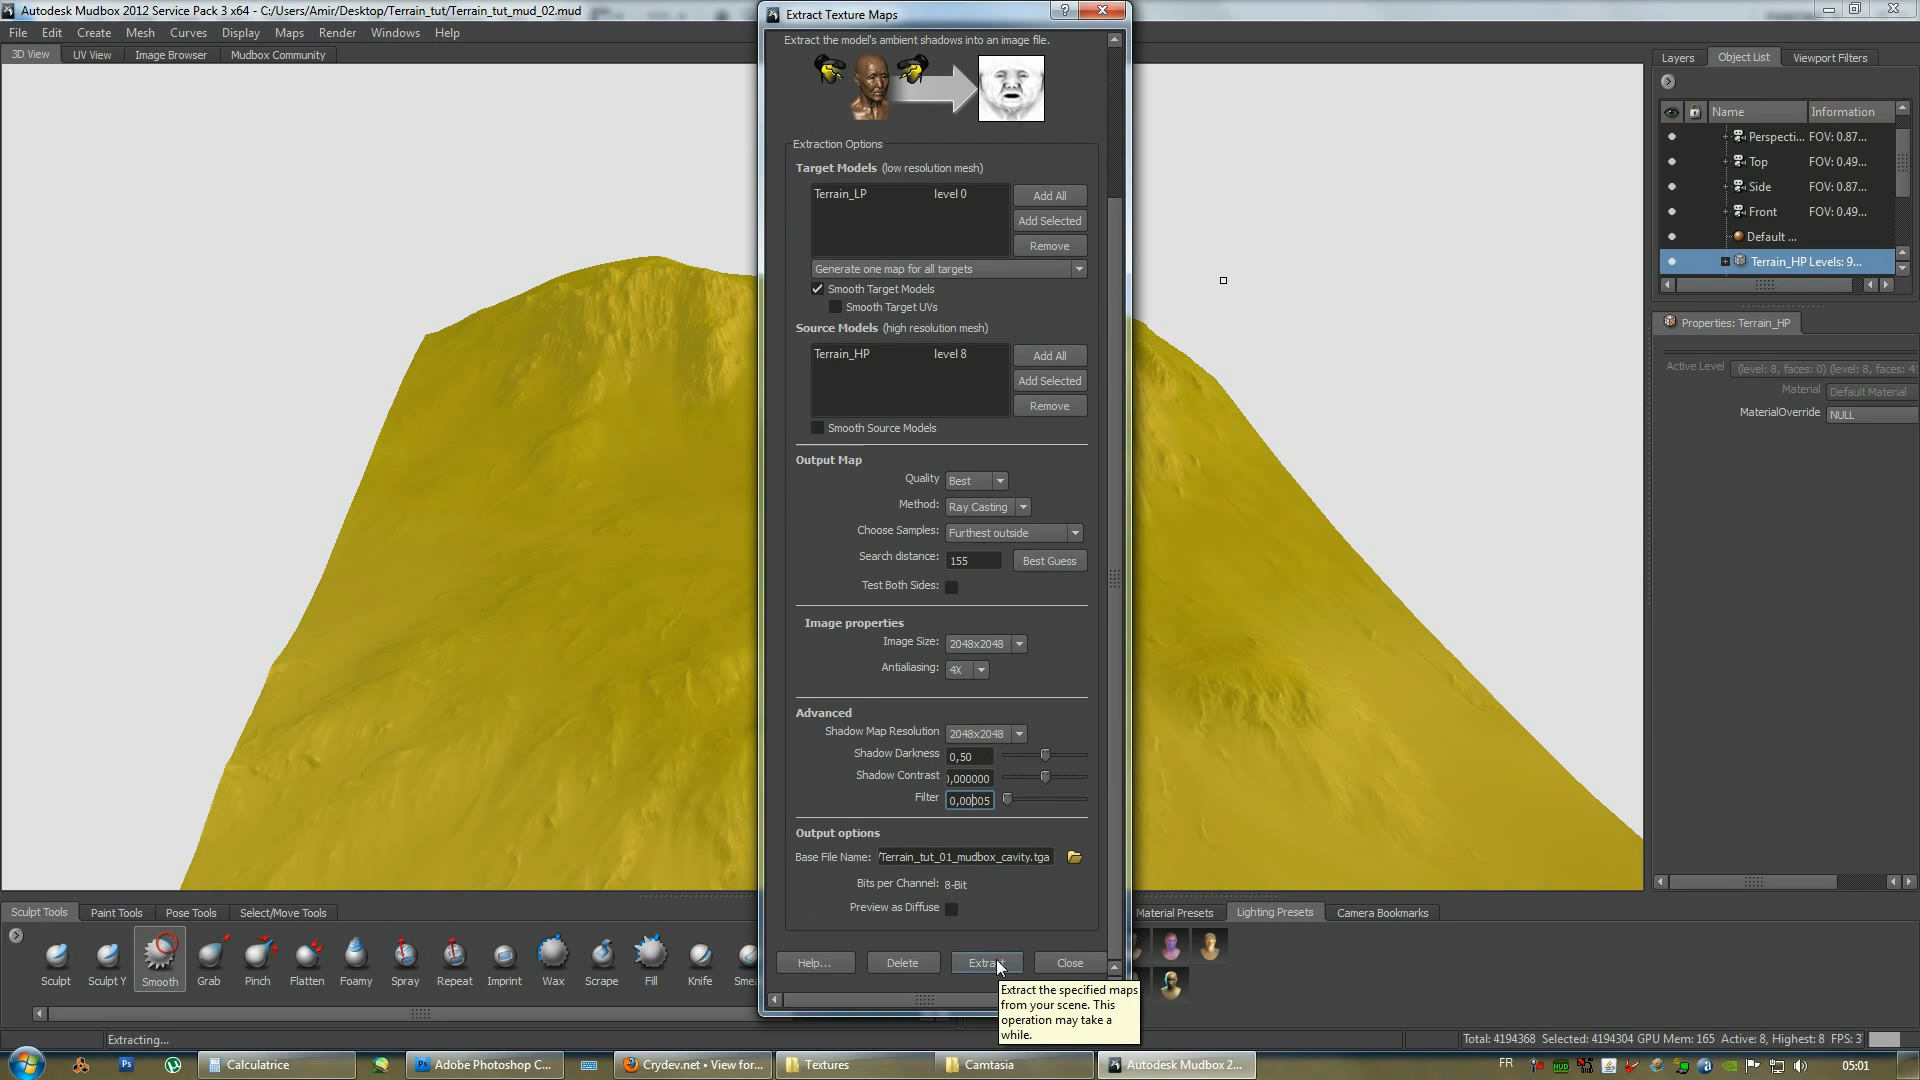 Autodesk Mudbox 2012 Service Pack 3 x64 - C:/Users/Amir/Desktop/Terrain_tut/Terrain_tut_mud_02.mud
File Edit Create Mesh Curves Display Maps Render Windows Help
3D View UV View Image Browser Mudbox Community
Extract Texture Maps
Extract the model's ambient shadows into an image file.
Extraction Options
Target Models (low resolution mesh)
Terrain_LP level 0
Add All
Add Selected
Remove
Generate one map for all targets
Smooth Target Models
Smooth Target UVs
Source Models (high resolution mesh)
Terrain_HP level 8
Add All
Add Selected
Remove
Smooth Source Models
Output Map
Quality Best
Method: Ray Casting
Choose Samples: Furthest outside
Search distance: 155 Best Guess
Test Both Sides:
Image properties
Image Size: 2048x2048
Antialiasing: 4X
Advanced
Shadow Map Resolution 2048x2048
Shadow Darkness 0,50
Shadow Contrast ,000000
Filter 0,00005
Output options
Base File Name: /Terrain_tut_01_mudbox_cavity.tga
Bits per Channel: 8-Bit
Preview as Diffuse
Help... Delete Extract Close
Extract the specified maps
from your scene. This
operation may take a
while.
Layers Object List Viewport Filters
Name Information
Perspecti... FOV: 0.87...
Top FOV: 0.49...
Side FOV: 0.87...
Front FOV: 0.49...
Default ...
Terrain_HP Levels: 9...
Properties: Terrain_HP
Active Level (level: 8, faces: 0) (level: 8, faces: 4
Material Default Material
MaterialOverride NULL
Sculpt Tools Paint Tools Pose Tools Select/Move Tools
Material Presets Lighting Presets Camera Bookmarks
Sculpt Sculpt Y Smooth Grab Pinch Flatten Foamy Spray Repeat Imprint Wax Scrape Fill Knife Smea
Extracting...
Total: 4194368 Selected: 4194304 GPU Mem: 165 Active: 8, Highest: 8 FPS: 3
Calculatrice
Adobe Photoshop C...
Crydev.net • View for...
Textures
Camtasia
Autodesk Mudbox 2...
FR
05:01